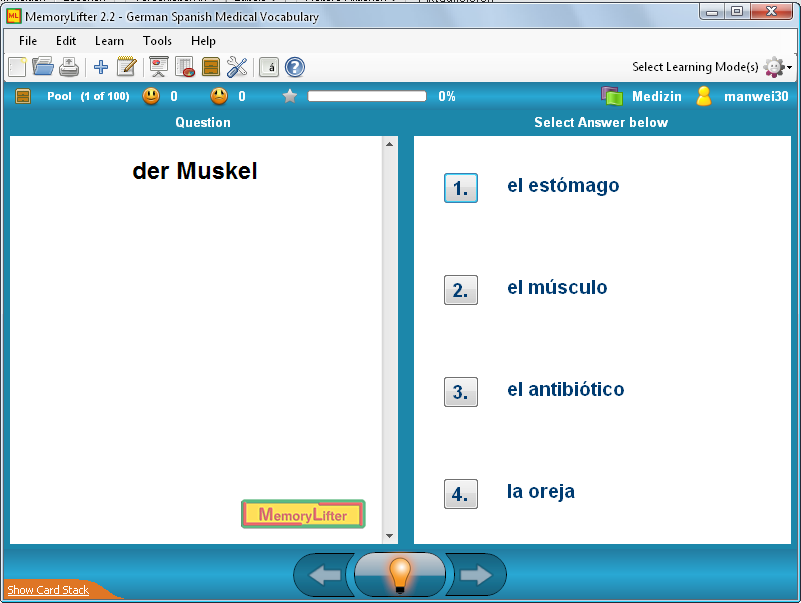 MemoryLifter 2.2 - German Spanish Medical Vocabulary
File Edit Learn Tools Help
á ?
Select Learning Mode(s)
Pool (1 of 100) 0 0 0% Medizin manwei30
Question
Select Answer below
der Muskel
1. el estómago
2. el músculo
3. el antibiótico
4. la oreja
MemoryLifter
Show Card Stack